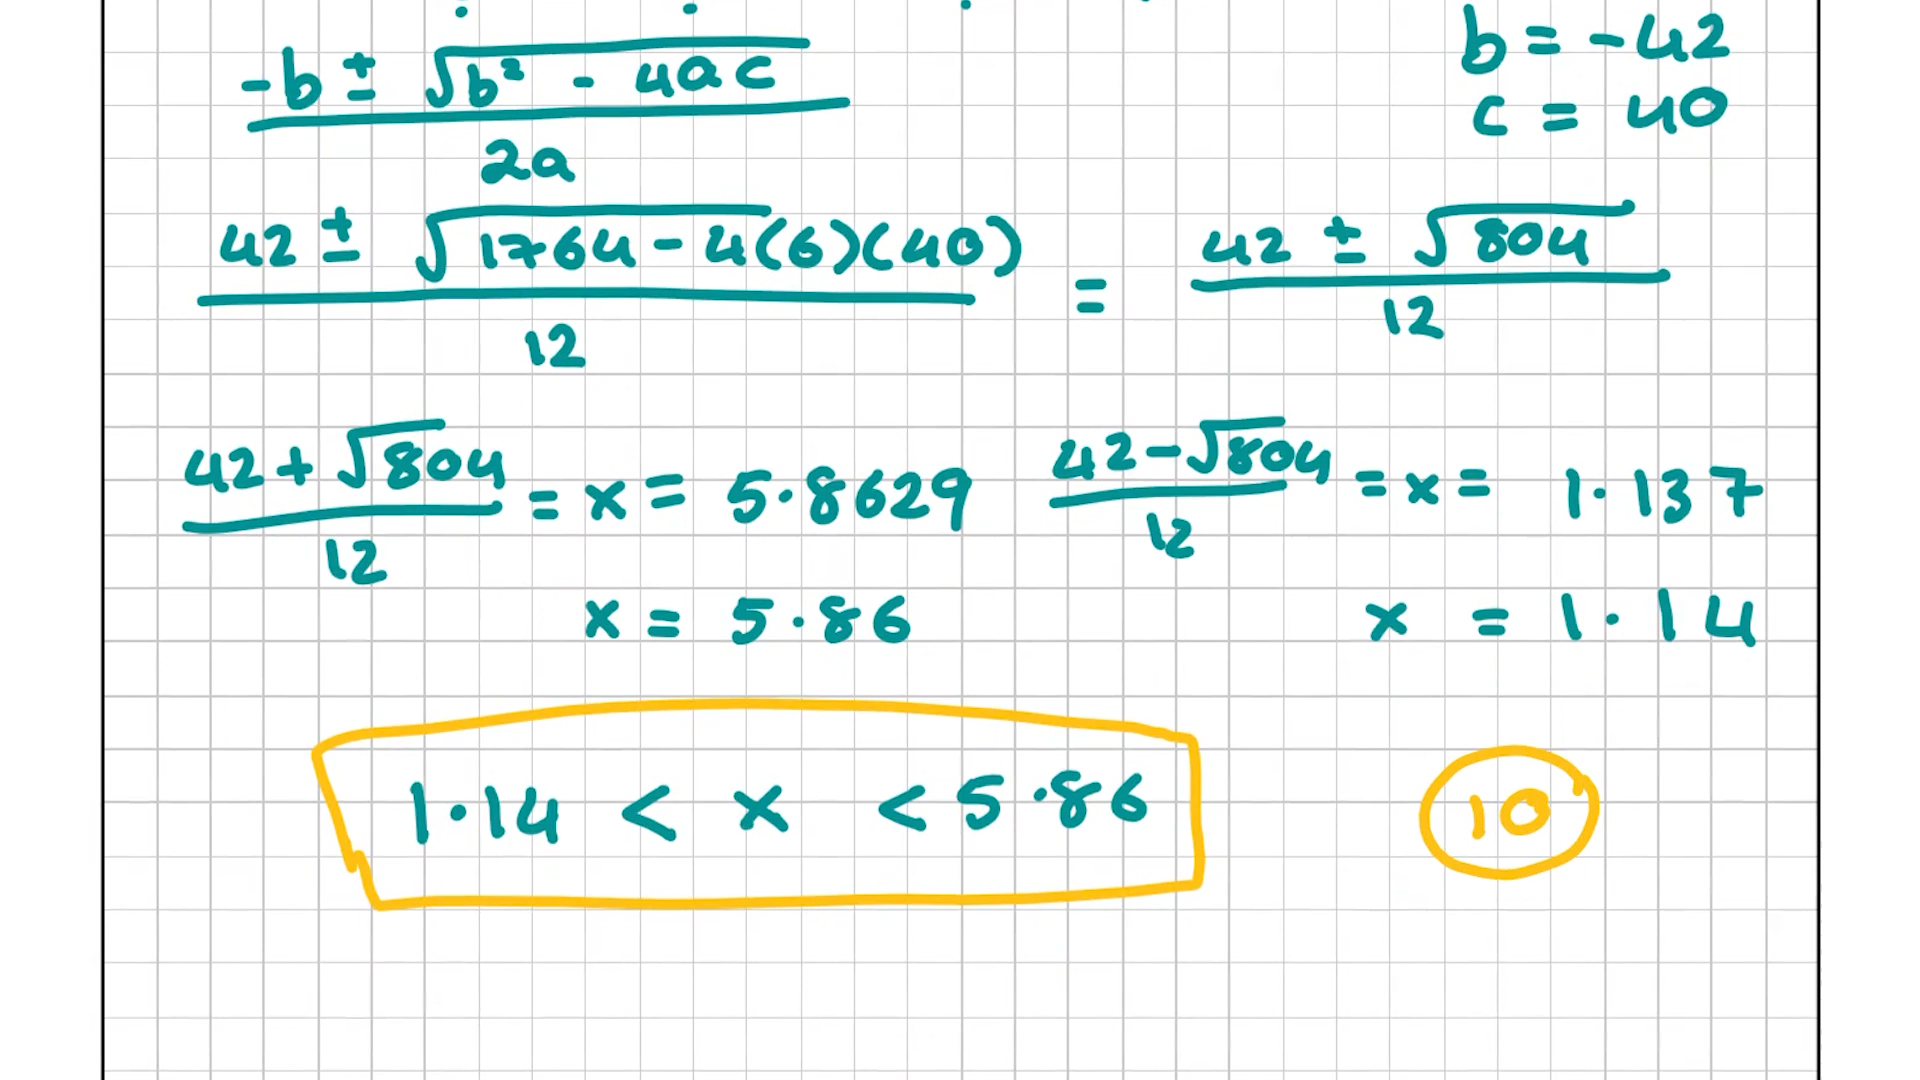 b = -42
-b ± √b² - 4ac
c = 40
2a
42 ± √1764 - 4(6)(40) = 42 ± √804
12 12
42 + √804 = x = 5.8629 42 - √804 = x = 1.137
12 12
x = 5.86 x = 1.14
1.14 < x < 5.86 10